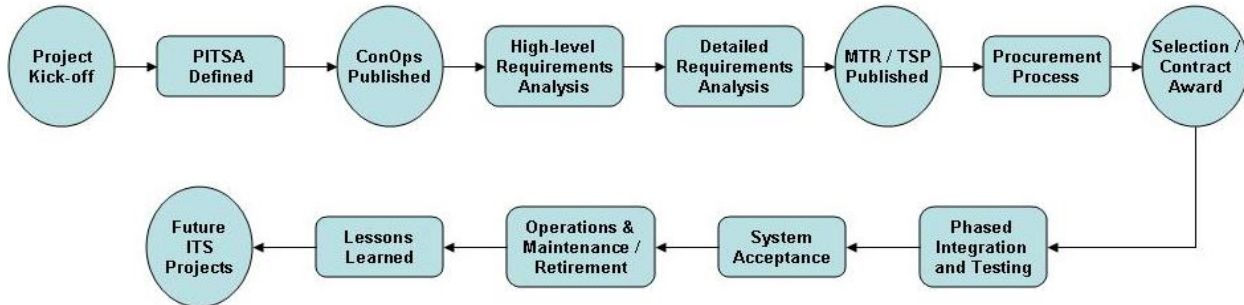 Project
Kick-off
PITSA
Defined
ConOps
Published
High-level
Requirements
Analysis
Detailed
Requirements
Analysis
MTR / TSP
Published
Procurement
Process
Selection /
Contract
Award
Phased
Integration
and Testing
System
Acceptance
Operations &
Maintenance /
Retirement
Lessons
Learned
Future
ITS
Projects